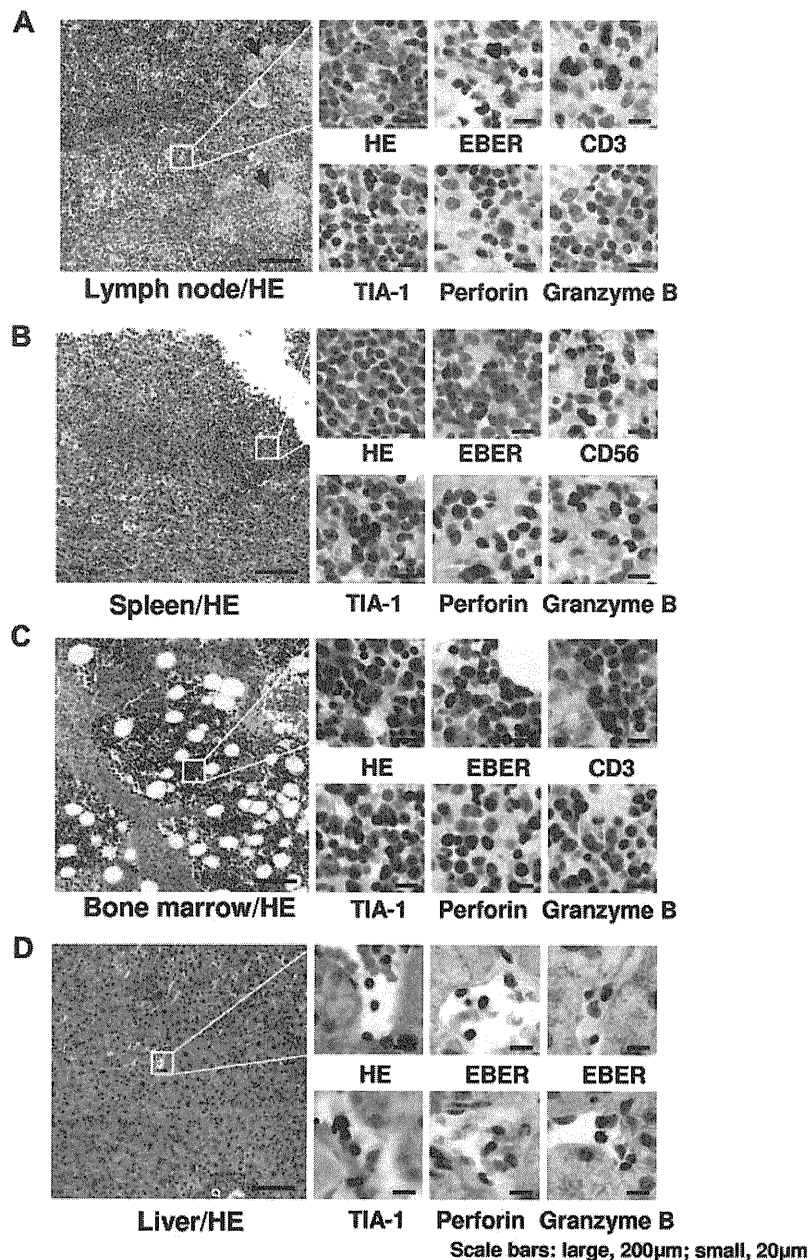 A
HE EBER CD3
Lymph node/HE TIA-1 Perforin Granzyme B
B
HE EBER CD56
Spleen/HE TIA-1 Perforin Granzyme B
C
HE EBER CD3
Bone marrow/HE TIA-1 Perforin Granzyme B
D
HE EBER EBER
Liver/HE TIA-1 Perforin Granzyme B
Scale bars: large, 200μm; small, 20μm